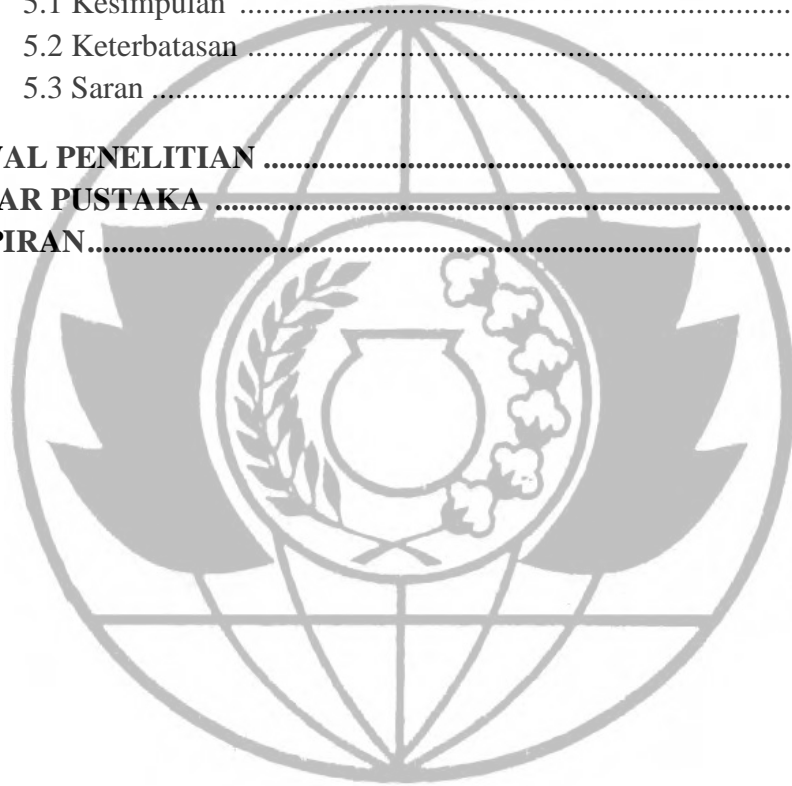 5.1 Kesimpulan ........................................................................
5.2 Keterbatasan .......................................................................
5.3 Saran ..................................................................................
VAL PENELITIAN ....................................................................
AR PUSTAKA ..........................................................................
PIRAN.........................................................................................